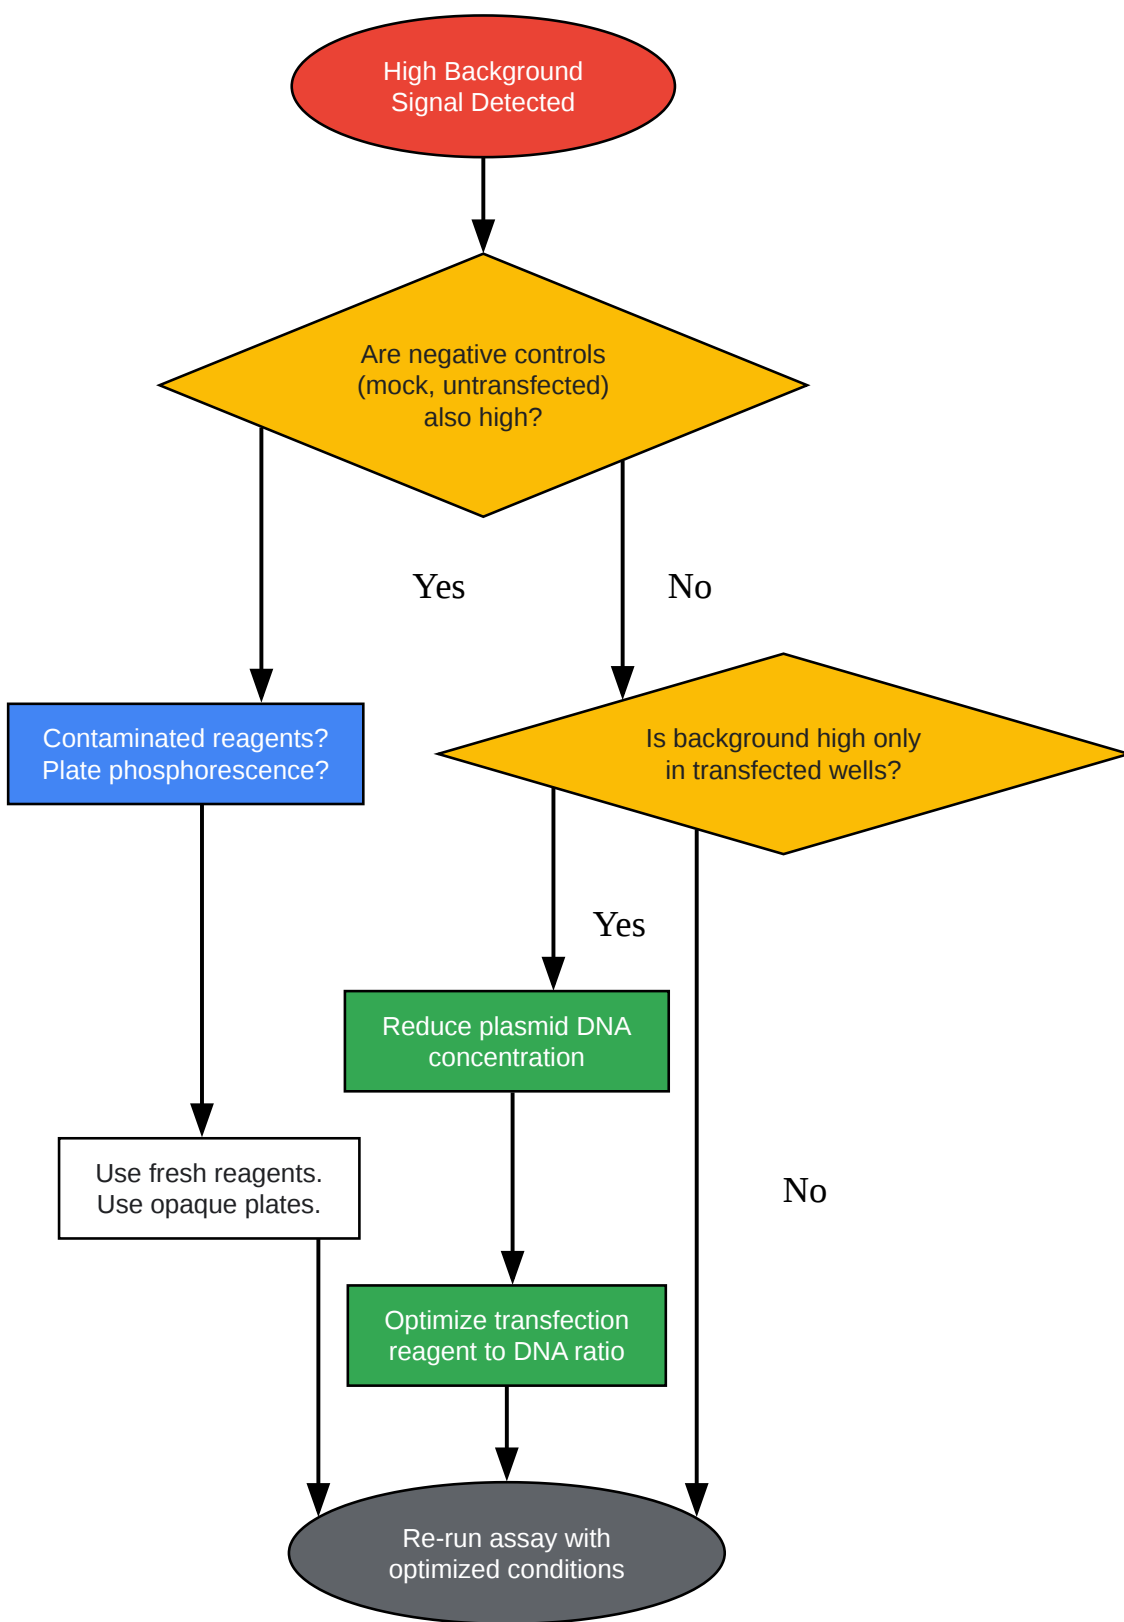 High Background
Signal Detected
Are negative controls
(mock, untransfected)
also high?
Yes
No
Contaminated reagents?
Plate phosphorescence?
Is background high only
in transfected wells?
Yes
Reduce plasmid DNA
concentration
Use fresh reagents.
Use opaque plates.
No
Optimize transfection
reagent to DNA ratio
Re-run assay with
optimized conditions